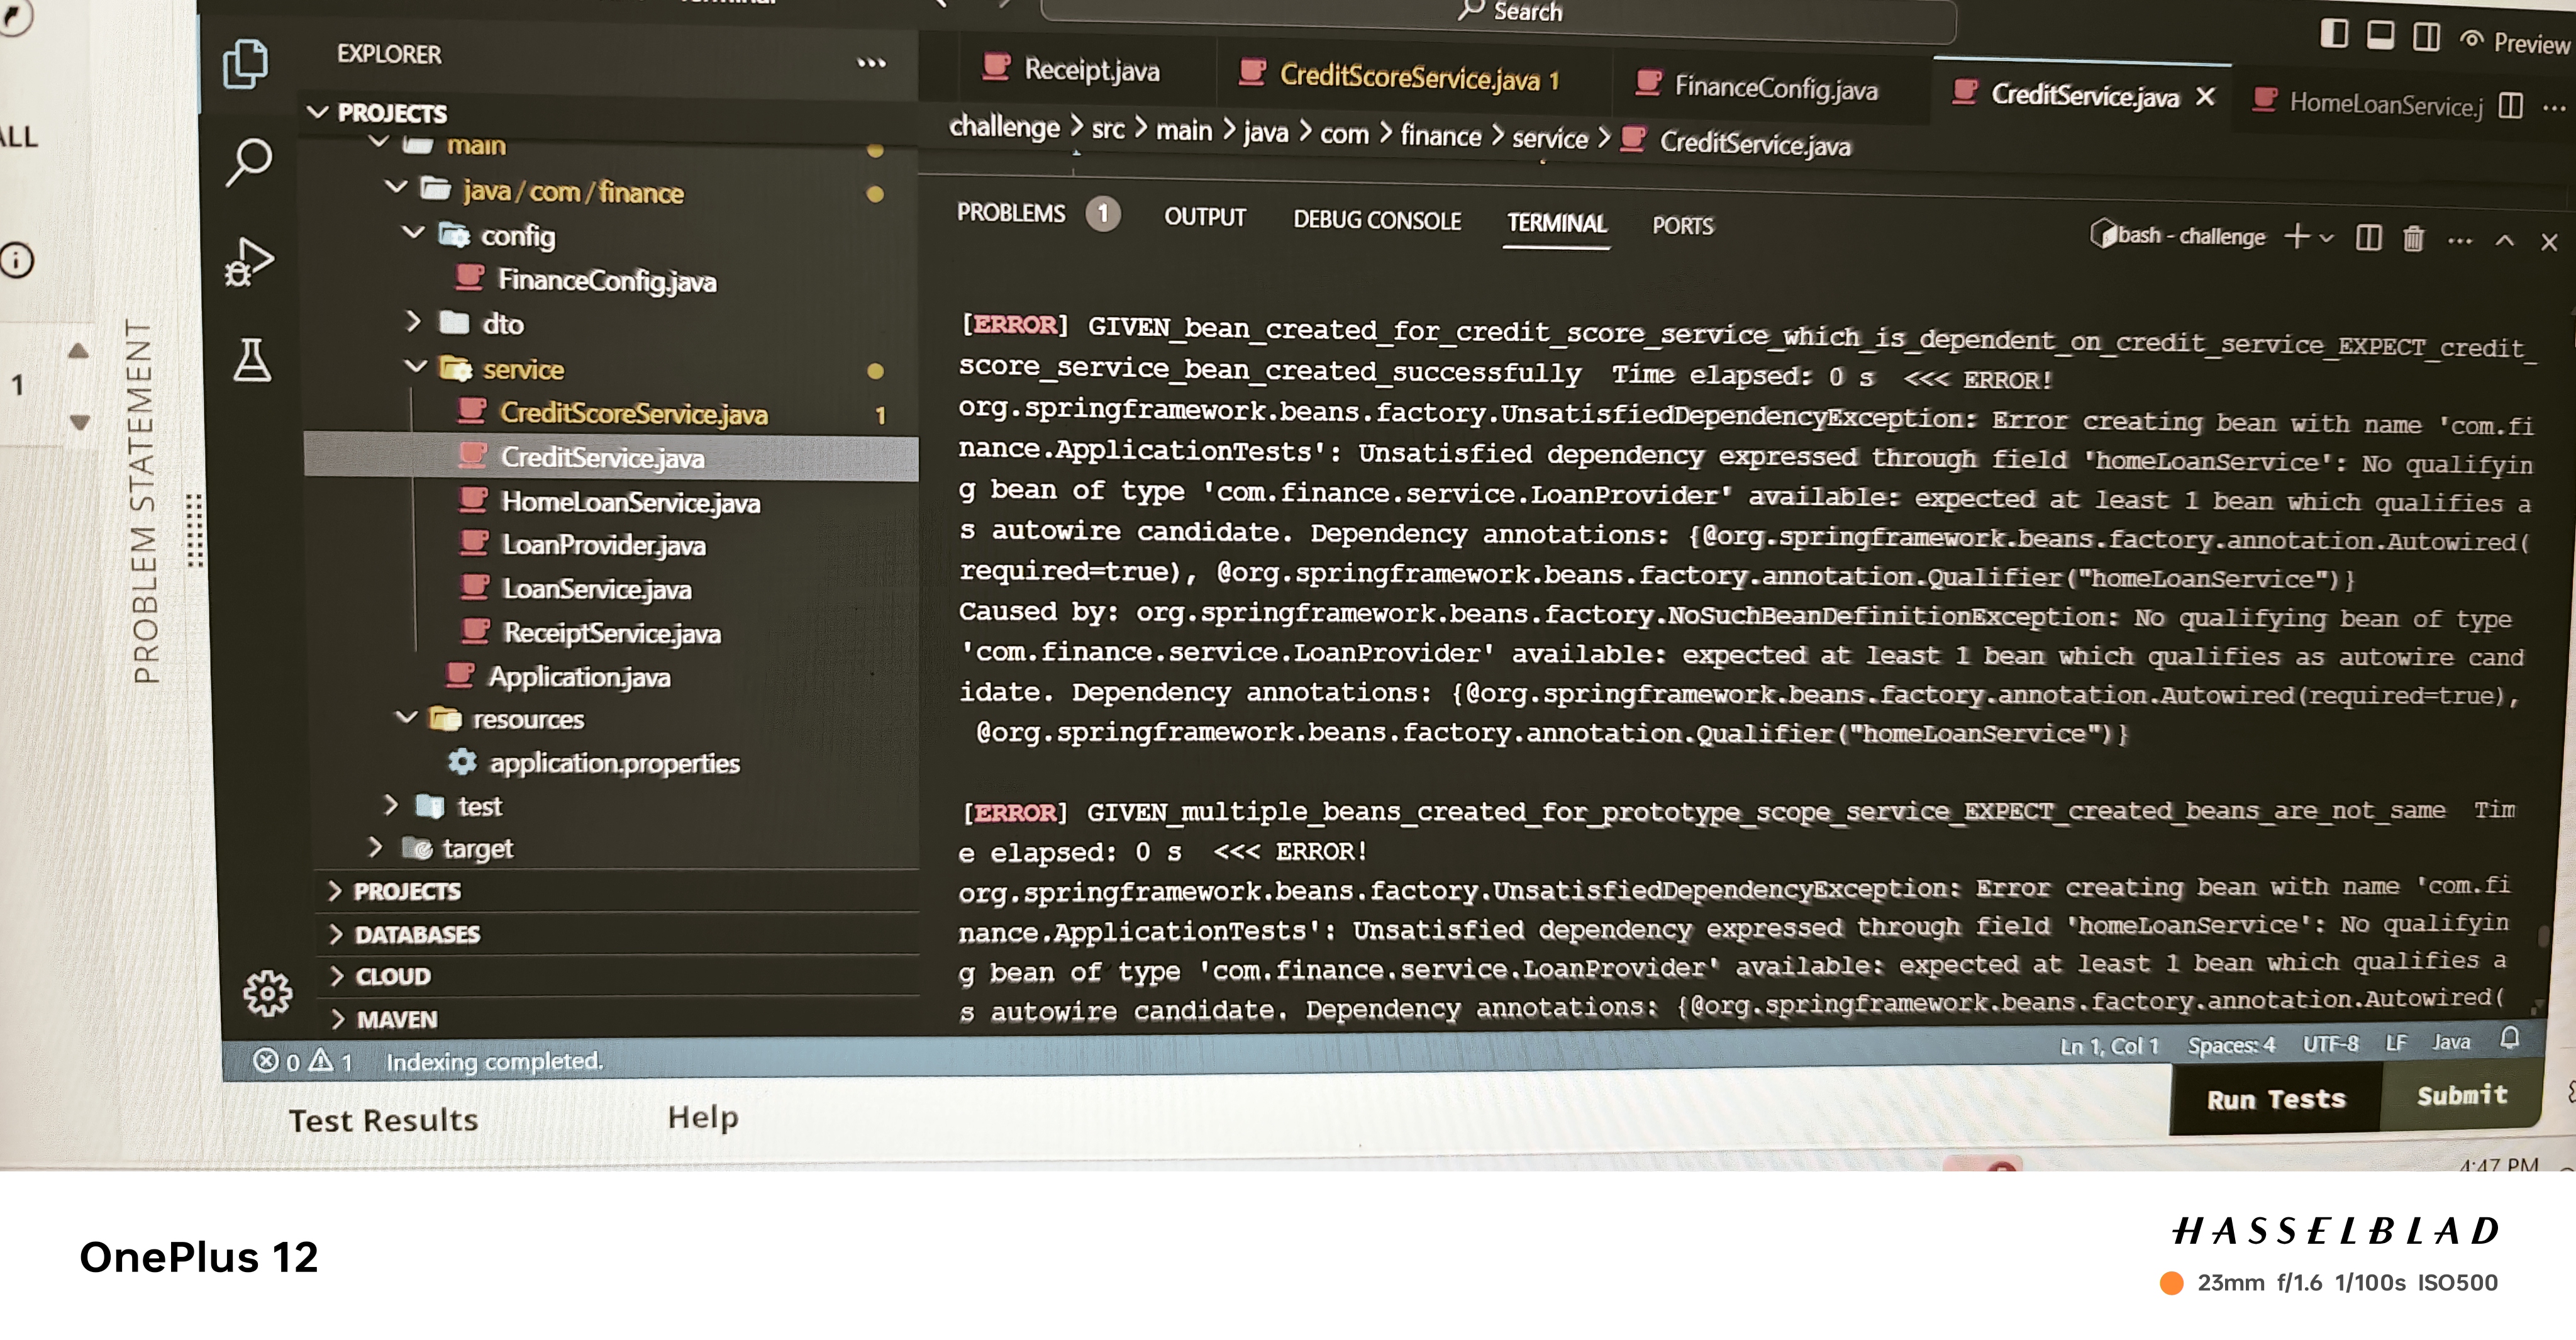 Search
Preview
EXPLORER
Receipt.java
CreditScoreService.java 1
FinanceConfig.java
CreditService.java
HomeLoanService.j
PROJECTS
challenge > src > main > java > com > finance > service > CreditService.java
ALL
main
java/com/finance
config
FinanceConfig.java
dto
service
CreditScoreService.java 1
CreditService.java
HomeLoanService.java
LoanProvider.java
LoanService.java
ReceiptService.java
Application.java
resources
application.properties
test
target
PROJECTS
DATABASES
CLOUD
MAVEN
1
PROBLEM STATEMENT
PROBLEMS 1 OUTPUT DEBUG CONSOLE TERMINAL PORTS
bash - challenge
[ERROR] GIVEN_bean_created_for_credit_score_service_which_is_dependent_on_credit_service_EXPECT_credit_
score_service_bean_created_successfully Time elapsed: 0 s <<< ERROR!
org.springframework.beans.factory.UnsatisfiedDependencyException: Error creating bean with name 'com.fi
nance.ApplicationTests': Unsatisfied dependency expressed through field 'homeLoanService': No qualifyin
g bean of type 'com.finance.service.LoanProvider' available: expected at least 1 bean which qualifies a
s autowire candidate. Dependency annotations: {@org.springframework.beans.factory.annotation.Autowired(
required=true), @org.springframework.beans.factory.annotation.Qualifier("homeLoanService")}
Caused by: org.springframework.beans.factory.NoSuchBeanDefinitionException: No qualifying bean of type
'com.finance.service.LoanProvider' available: expected at least 1 bean which qualifies as autowire cand
idate. Dependency annotations: {@org.springframework.beans.factory.annotation.Autowired(required=true),
@org.springframework.beans.factory.annotation.Qualifier("homeLoanService")}
[ERROR] GIVEN_multiple_beans_created_for_prototype_scope_service_EXPECT_created_beans_are_not_same Tim
e elapsed: 0 s <<< ERROR!
org.springframework.beans.factory.UnsatisfiedDependencyException: Error creating bean with name 'com.fi
nance.ApplicationTests': Unsatisfied dependency expressed through field 'homeLoanService': No qualifyin
g bean of type 'com.finance.service.LoanProvider' available: expected at least 1 bean which qualifies a
s autowire candidate. Dependency annotations: {@org.springframework.beans.factory.annotation.Autowired(
0 1 Indexing completed.
Ln 1, Col 1 Spaces: 4 UTF-8 LF Java
Test Results Help
Run Tests Submit
4:47 PM
OnePlus 12
HASSELBLAD
23mm f/1.6 1/100s ISO500